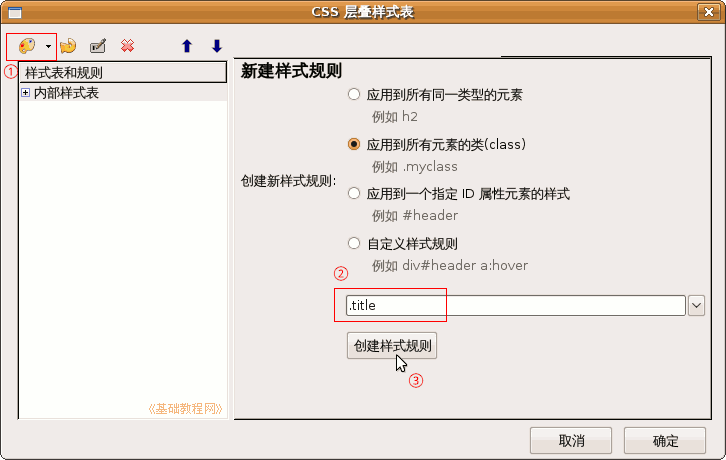 CSS 层叠样式表
①
样式表和规则
内部样式表
新建样式规则
创建新样式规则:
应用到所有同一类型的元素
例如 h2
应用到所有元素的类(class)
例如 .myclass
应用到一个指定 ID 属性元素的样式
例如 #header
自定义样式规则
例如 div#header a:hover
②
.title
创建样式规则
③
《基础教程网》
取消
确定